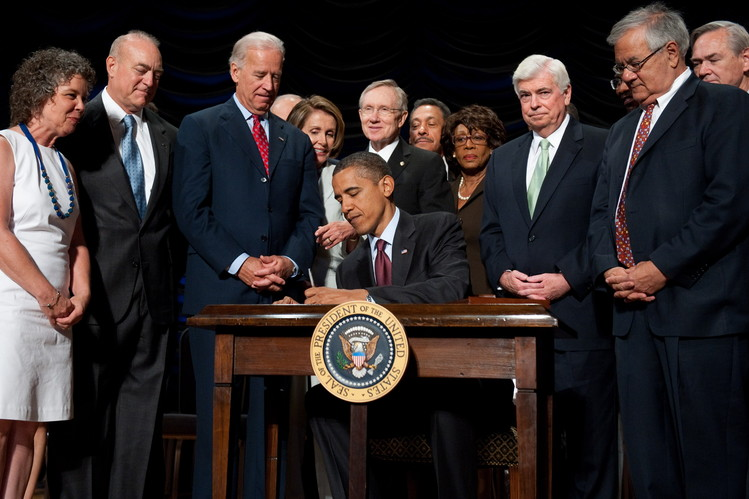 SEAL OF THE PRESIDENT OF THE UNITED STATES